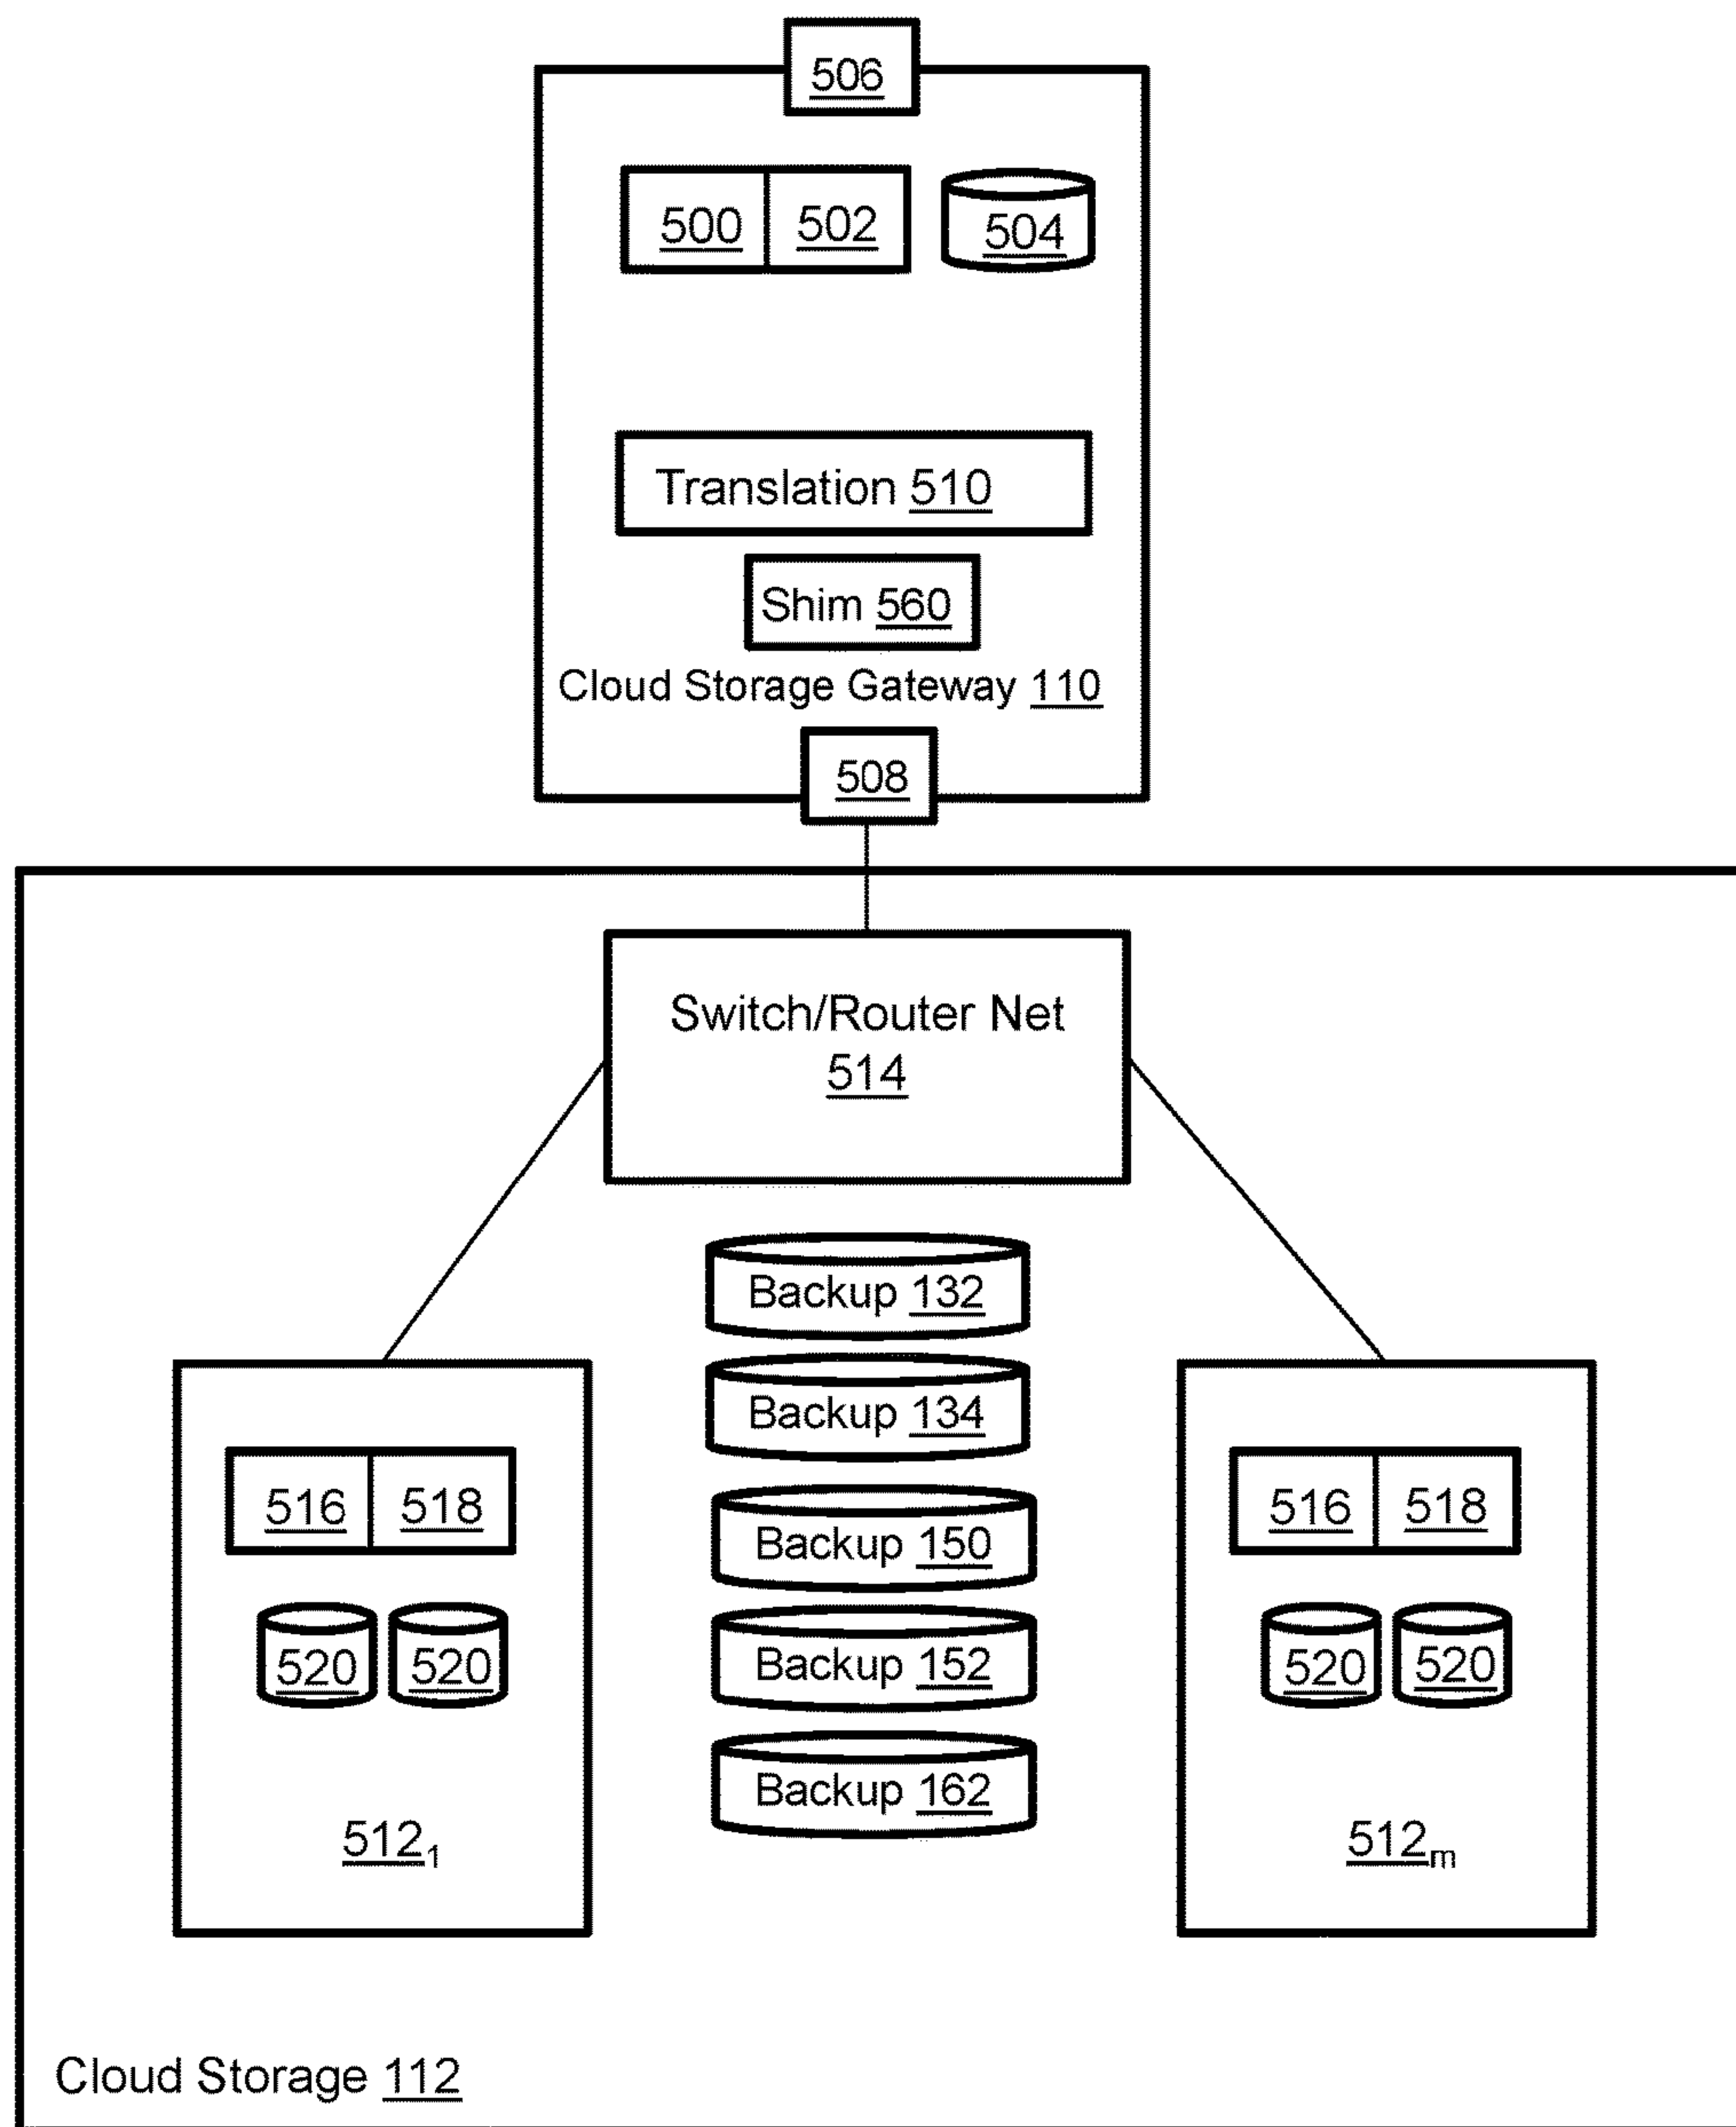 506
500 502 504
Translation 510
Shim 560
Cloud Storage Gateway 110
508
Switch/Router Net
514
Backup 132
Backup 134
516 518
Backup 150
516 518
520 520
Backup 152
520 520
Backup 162
512₁
512ₘ
Cloud Storage 112